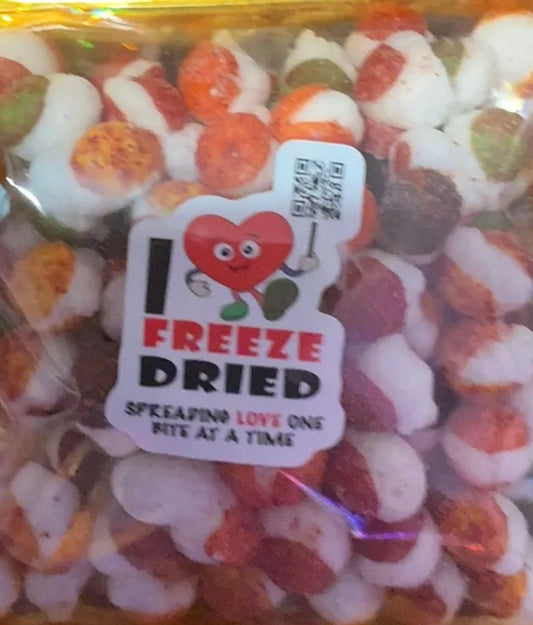 I
FREEZE
DRIED
SPREADING LOVE ONE
BITE AT A TIME